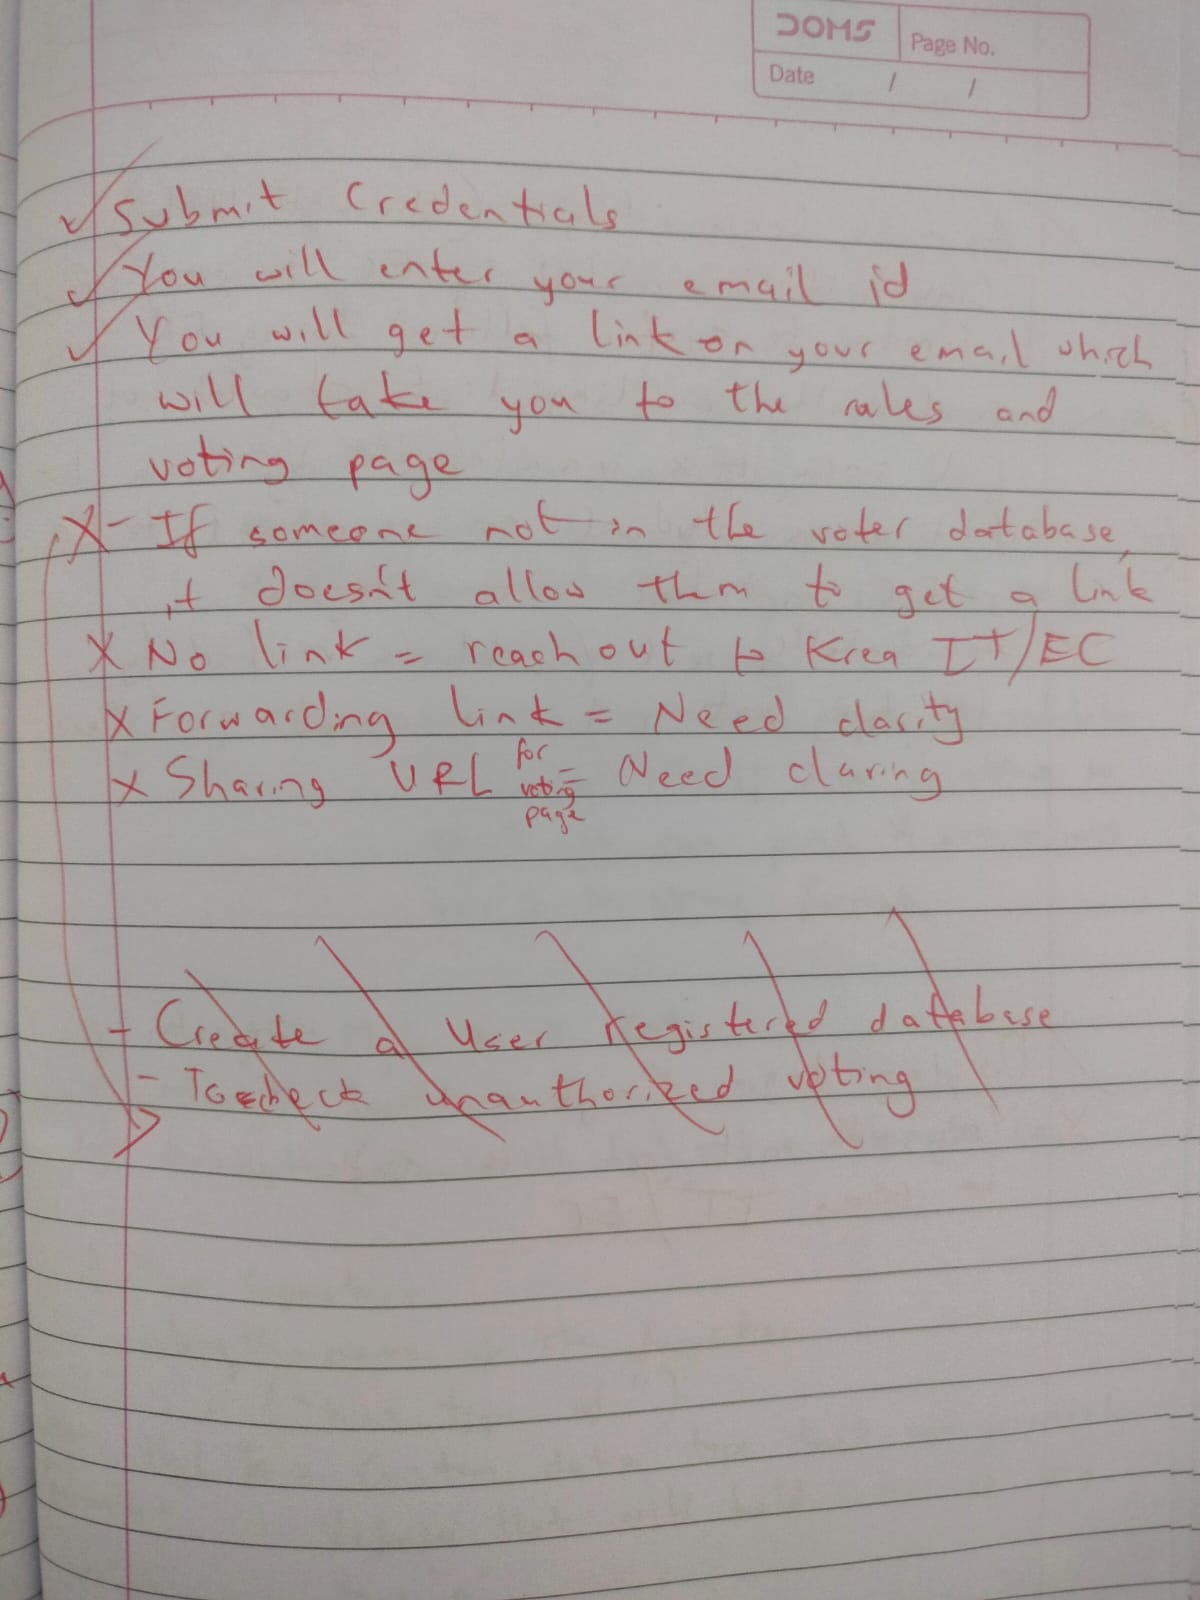 DOMS
Page No.
Date / /
Submit Credentials
You will enter your email id
You will get a link on your email which
will take you to the rules and
voting page
X - If someone not in the voter database,
it doesn't allow them to get a link
X No link = reach out to Krea IT/EC
X Forwarding link = Need clarity
X Sharing URL for voting page = Need claring
- Create a User registered database
- To check unauthorized voting